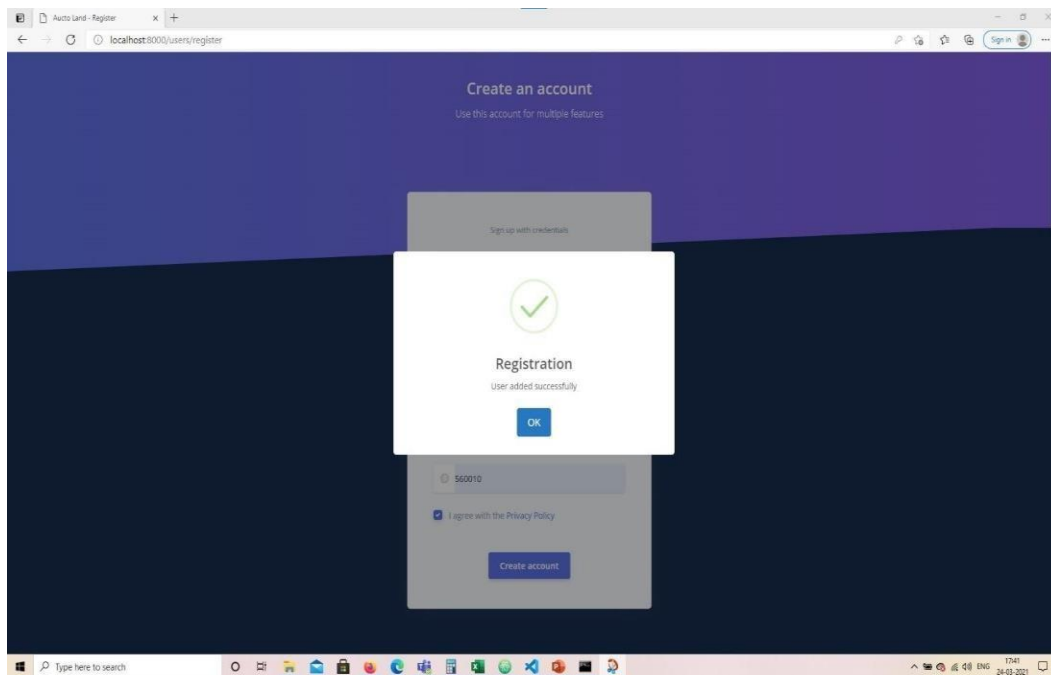 Aucto Land - Register
localhost:8000/users/register
Sign in
Create an account
Use this account for multiple features
Sign up with credentials
Registration
User added successfully
OK
560010
I agree with the Privacy Policy
Create account
Type here to search
ENG
17:41
24-03-2021